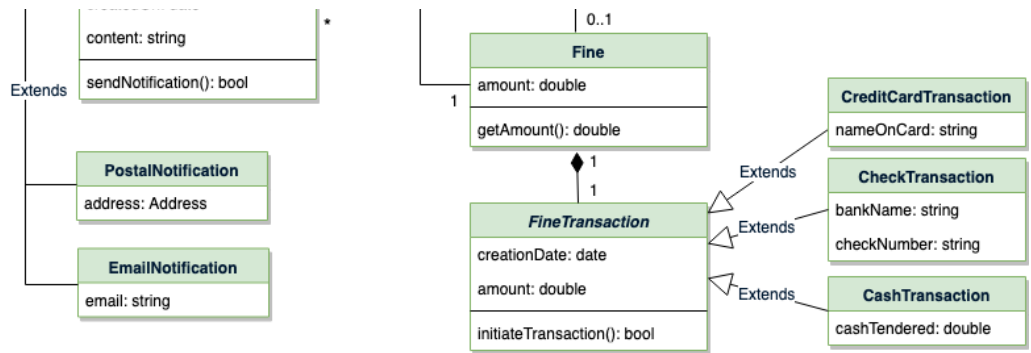 content: string
sendNotification(): bool
*
Extends
PostalNotification
address: Address
EmailNotification
email: string
0..1
Fine
amount: double
getAmount(): double
1
1
1
FineTransaction
creationDate: date
amount: double
initiateTransaction(): bool
Extends
Extends
Extends
CreditCardTransaction
nameOnCard: string
CheckTransaction
bankName: string
checkNumber: string
CashTransaction
cashTendered: double